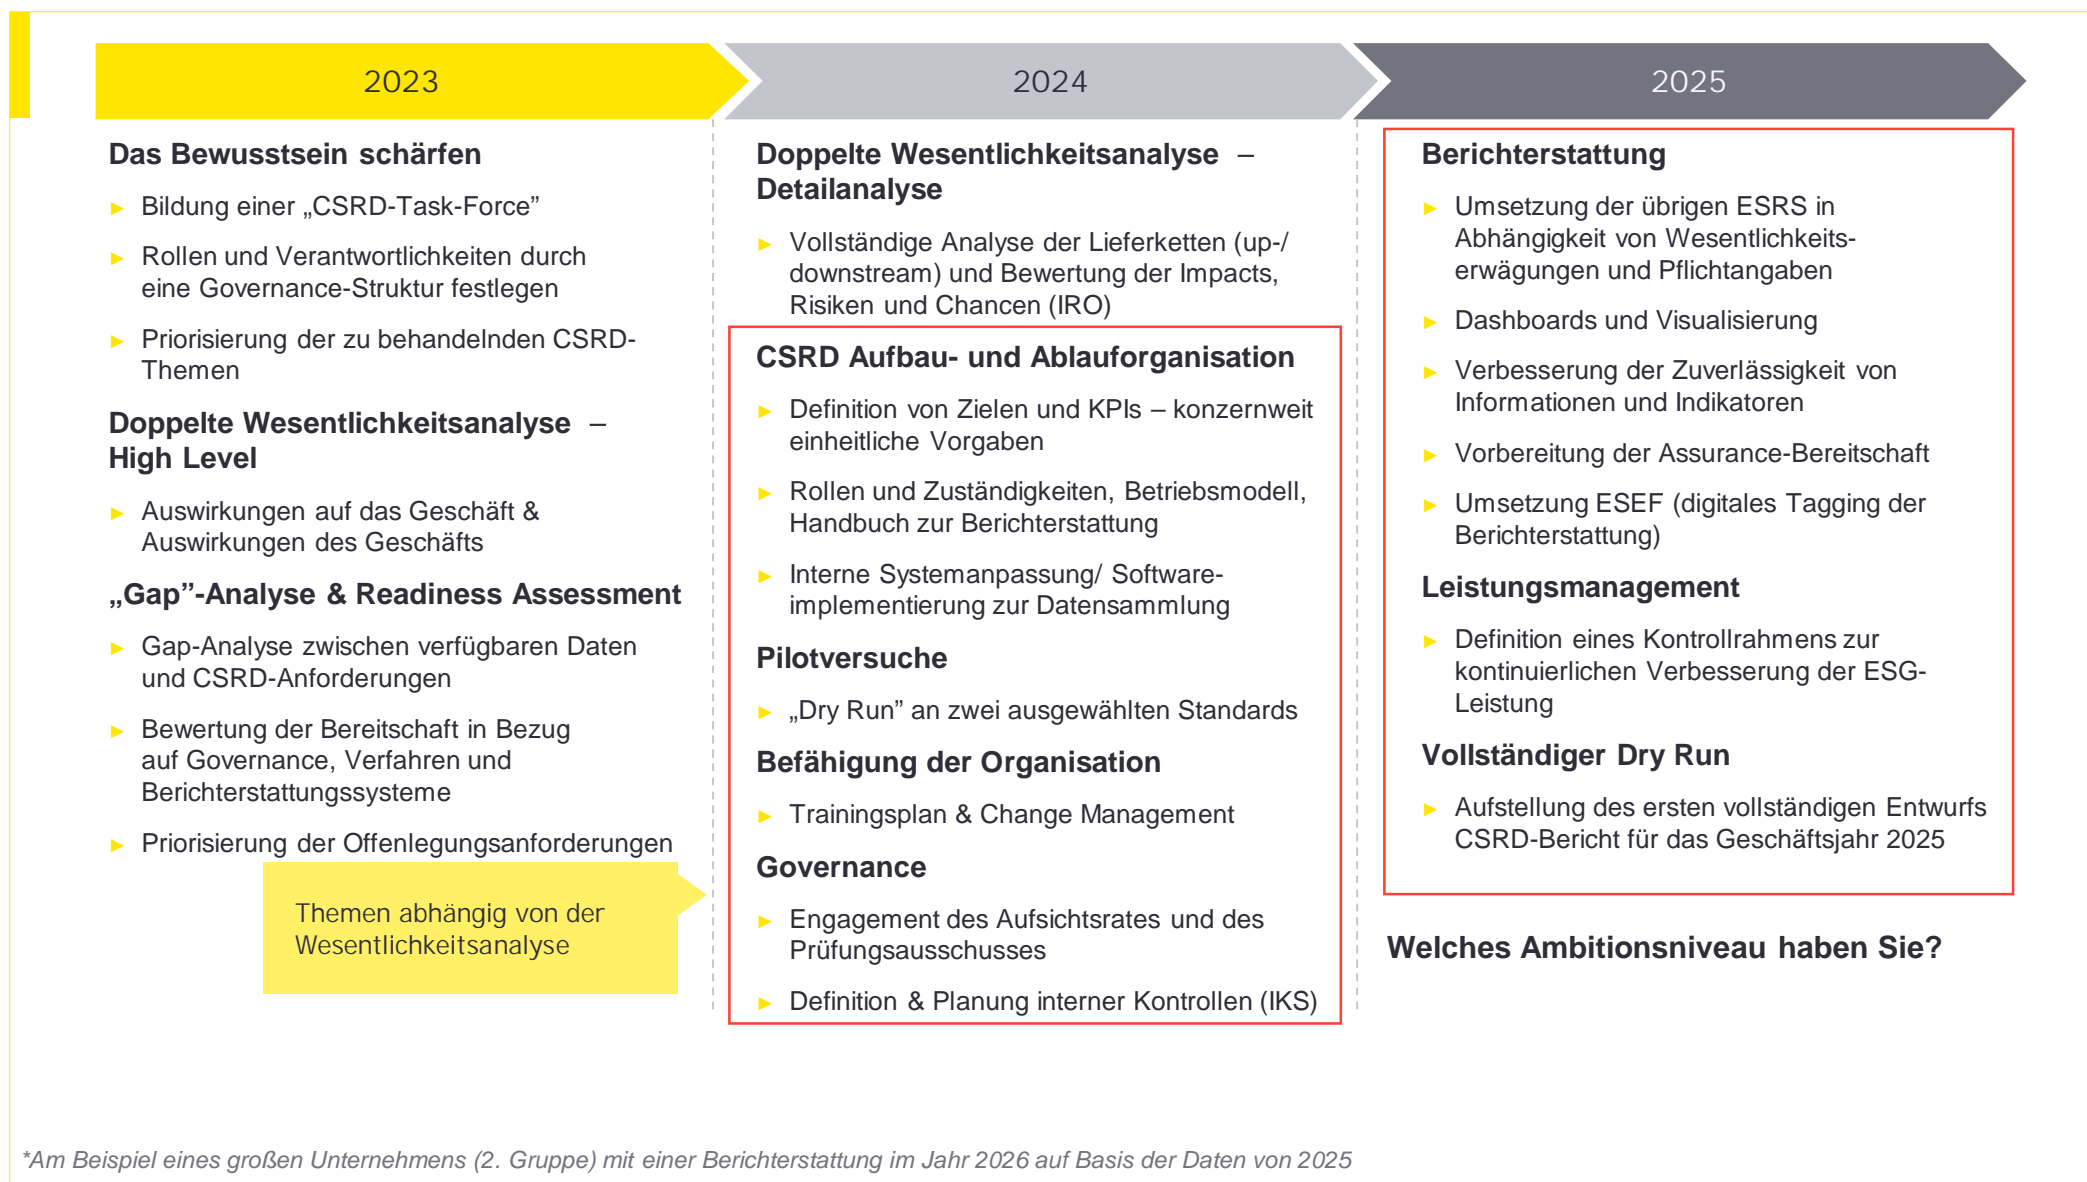 2023
Das Bewusstsein schärfen
► Bildung einer „CSRD-Task-Force”
► Rollen und Verantwortlichkeiten durch
eine Governance-Struktur festlegen
► Priorisierung der zu behandelnden CSRD-
Themen
Doppelte Wesentlichkeitsanalyse –
High Level
► Auswirkungen auf das Geschäft &
Auswirkungen des Geschäfts
„Gap”-Analyse & Readiness Assessment
► Gap-Analyse zwischen verfügbaren Daten
und CSRD-Anforderungen
► Bewertung der Bereitschaft in Bezug
auf Governance, Verfahren und
Berichterstattungssysteme
► Priorisierung der Offenlegungsanforderungen
Themen abhängig von der
Wesentlichkeitsanalyse
2024
Doppelte Wesentlichkeitsanalyse –
Detailanalyse
► Vollständige Analyse der Lieferketten (up-/
downstream) und Bewertung der Impacts,
Risiken und Chancen (IRO)
CSRD Aufbau- und Ablauforganisation
► Definition von Zielen und KPIs – konzernweit
einheitliche Vorgaben
► Rollen und Zuständigkeiten, Betriebsmodell,
Handbuch zur Berichterstattung
► Interne Systemanpassung/ Software-
implementierung zur Datensammlung
Pilotversuche
► „Dry Run” an zwei ausgewählten Standards
Befähigung der Organisation
► Trainingsplan & Change Management
Governance
► Engagement des Aufsichtsrates und des
Prüfungsausschusses
► Definition & Planung interner Kontrollen (IKS)
2025
Berichterstattung
► Umsetzung der übrigen ESRS in
Abhängigkeit von Wesentlichkeits-
erwägungen und Pflichtangaben
► Dashboards und Visualisierung
► Verbesserung der Zuverlässigkeit von
Informationen und Indikatoren
► Vorbereitung der Assurance-Bereitschaft
► Umsetzung ESEF (digitales Tagging der
Berichterstattung)
Leistungsmanagement
► Definition eines Kontrollrahmens zur
kontinuierlichen Verbesserung der ESG-
Leistung
Vollständiger Dry Run
► Aufstellung des ersten vollständigen Entwurfs
CSRD-Bericht für das Geschäftsjahr 2025
Welches Ambitionsniveau haben Sie?
*Am Beispiel eines großen Unternehmens (2. Gruppe) mit einer Berichterstattung im Jahr 2026 auf Basis der Daten von 2025